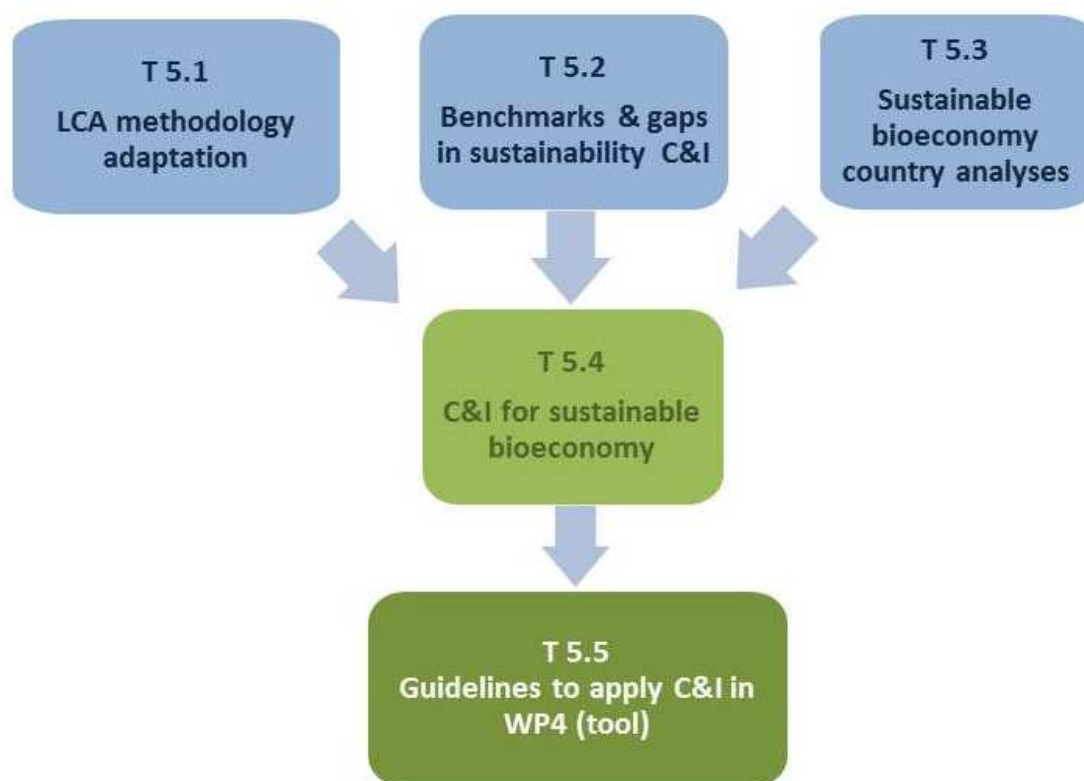 T 5.1
LCA methodology
adaptation
T 5.2
Benchmarks & gaps
in sustainability C&I
T 5.3
Sustainable
bioeconomy
country analyses
T 5.4
C&I for sustainable
bioeconomy
T 5.5
Guidelines to apply C&I in
WP4 (tool)